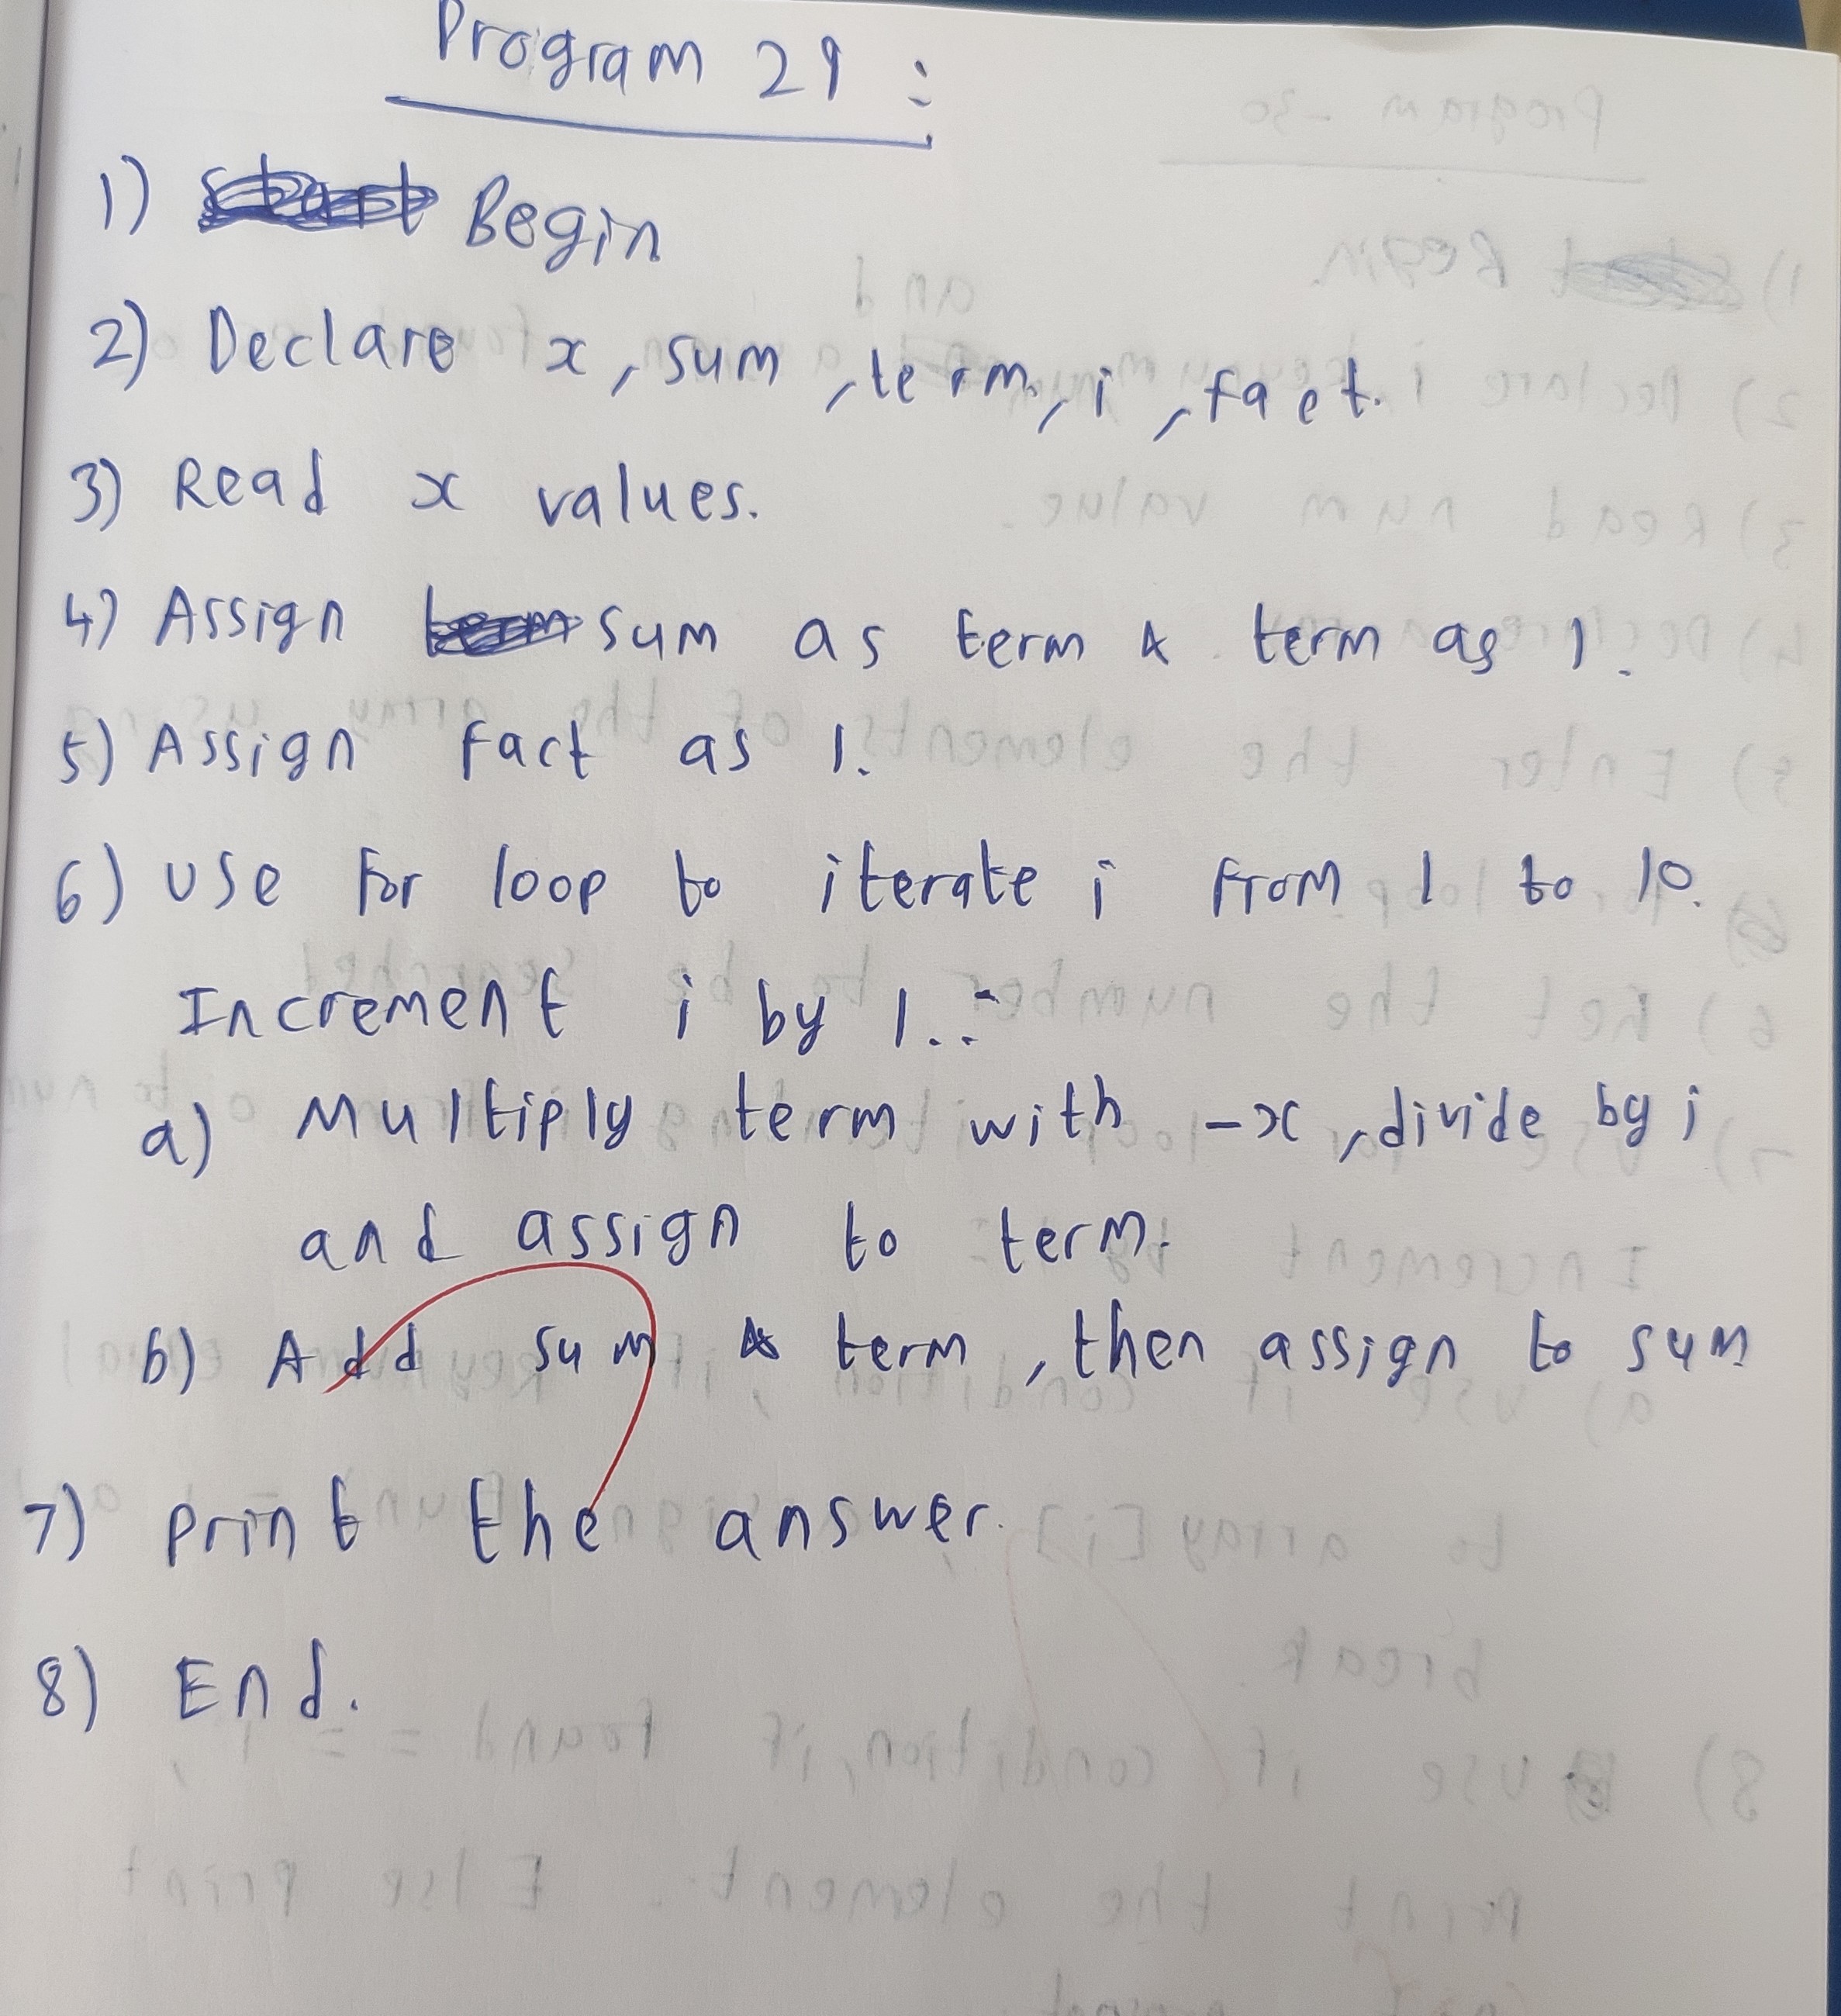 Program 29 :
1) Start Begin
2) Declare x, sum, term, i, fact.
3) Read x values.
4) Assign term sum as term & term as 1.
5) Assign fact as 1.
6) Use for loop to iterate i from 1 to 10.
Increment i by 1. :-
a) Multiply term with -x, divide by i
and assign to term.
b) Add sum & term, then assign to sum
7) print the answer.
8) End.